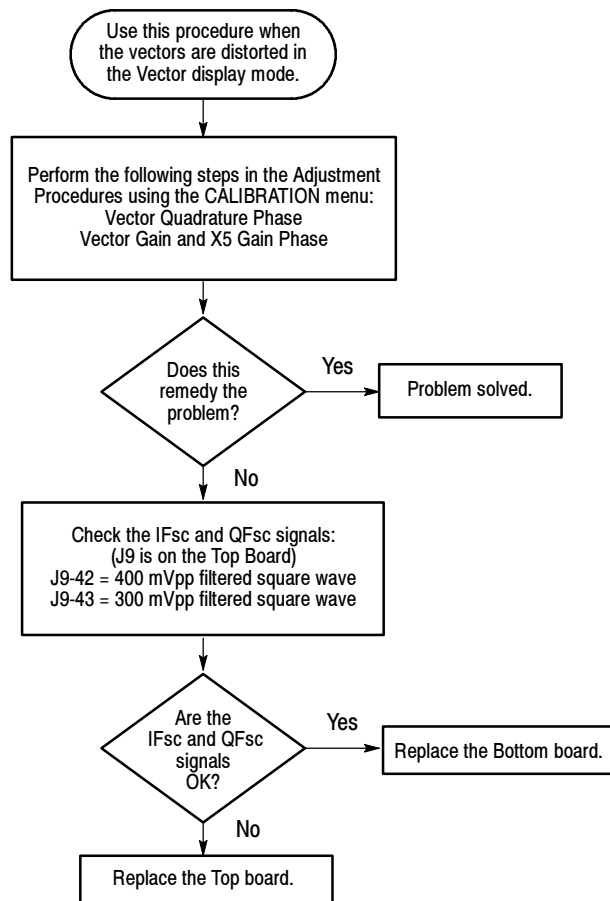 Use this procedure when
the vectors are distorted in
the Vector display mode.
Perform the following steps in the Adjustment
Procedures using the CALIBRATION menu:
Vector Quadrature Phase
Vector Gain and X5 Gain Phase
Does this
remedy the
problem?
Yes
Problem solved.
No
Check the IFsc and QFsc signals:
(J9 is on the Top Board)
J9-42 = 400 mVpp filtered square wave
J9-43 = 300 mVpp filtered square wave
Are the
IFsc and QFsc
signals
OK?
Yes
Replace the Bottom board.
No
Replace the Top board.